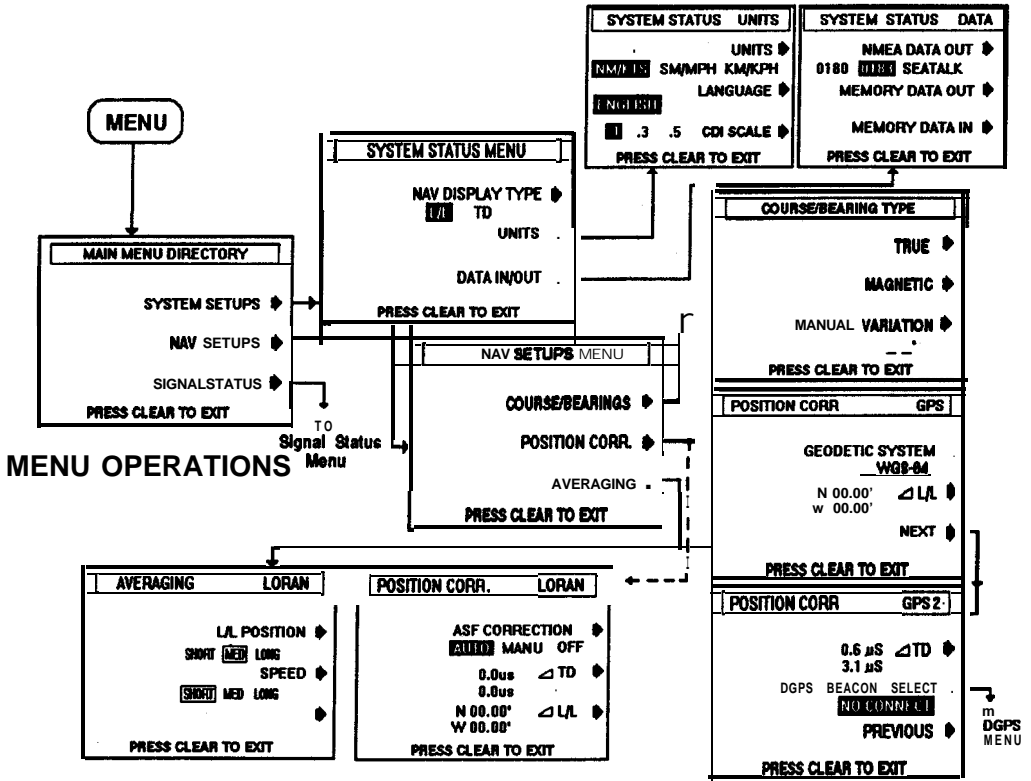 SYSTEM STATUS UNITS
UNITS
NM/KTS SM/MPH KM/KPH
LANGUAGE
ENGLISH
.1 .3 .5 CDI SCALE
PRESS CLEAR TO EXIT
SYSTEM STATUS DATA
NMEA DATA OUT
0180 0183 SEATALK
MEMORY DATA OUT
MEMORY DATA IN
PRESS CLEAR TO EXIT
MENU
SYSTEM STATUS MENU
NAV DISPLAY TYPE
L/L TD
UNITS
DATA IN/OUT
PRESS CLEAR TO EXIT
MAIN MENU DIRECTORY
SYSTEM SETUPS
NAV SETUPS
SIGNALSTATUS
PRESS CLEAR TO EXIT
TO
Signal Status
Menu
MENU OPERATIONS
NAV SETUPS MENU
COURSE/BEARINGS
POSITION CORR.
AVERAGING
PRESS CLEAR TO EXIT
r
COURSE/BEARING TYPE
TRUE
MAGNETIC
MANUAL VARIATION
_ _ °
PRESS CLEAR TO EXIT
POSITION CORR GPS
GEODETIC SYSTEM
WGS-84
N 00.00' ⊿ L/L
w 00.00'
NEXT
PRESS CLEAR TO EXIT
POSITION CORR GPS 2
0.6 µS ⊿TD
3.1 µS
DGPS BEACON SELECT
NO CONNECT
PREVIOUS
PRESS CLEAR TO EXIT
m
DGPS
MENU
AVERAGING LORAN
L/L POSITION
SHORT MED LONG
SPEED
SHORT MED LONG
PRESS CLEAR TO EXIT
POSITION CORR. LORAN
ASF CORRECTION
AUTO MANU OFF
0.0us ⊿ TD
0.0us
N 00.00' ⊿ L/L
W 00.00'
PRESS CLEAR TO EXIT